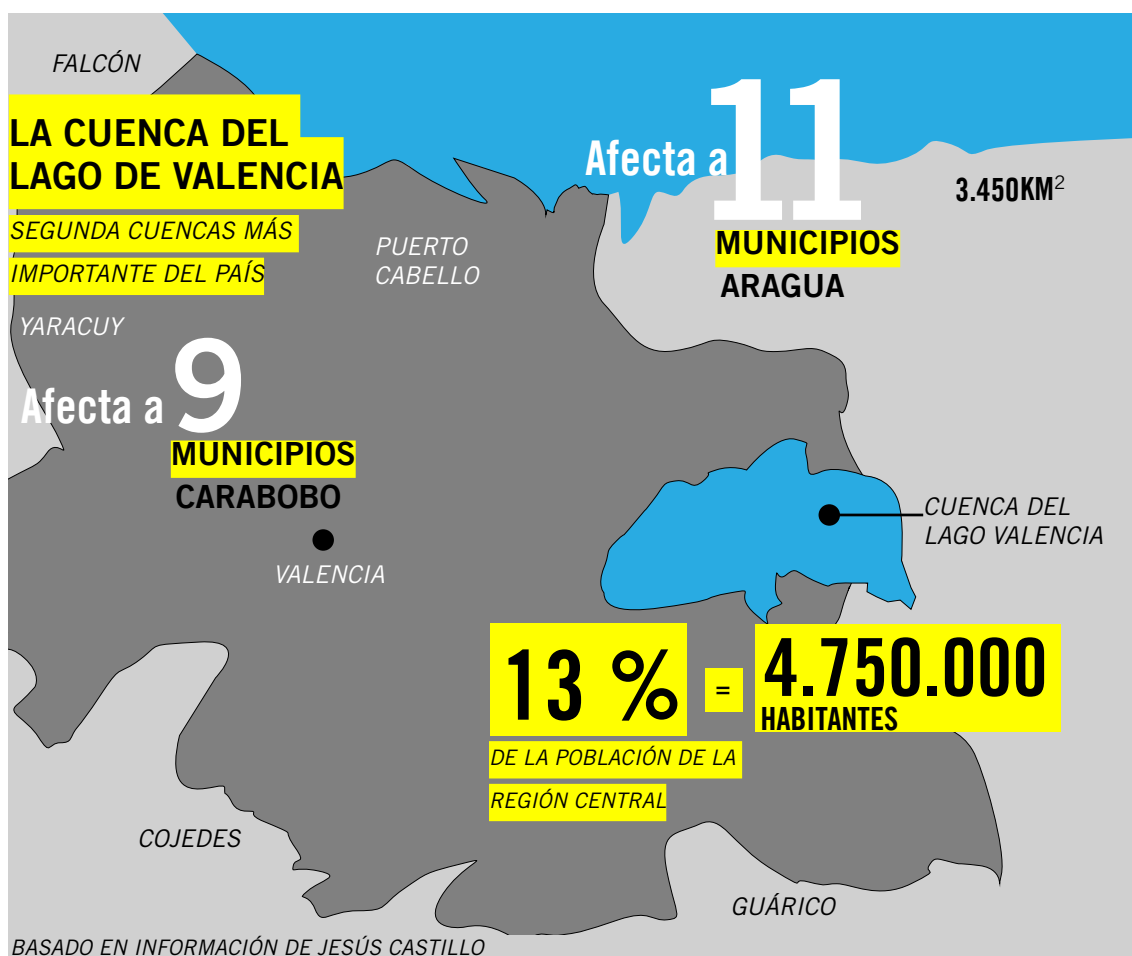 FALCÓN
LA CUENCA DEL
LAGO DE VALENCIA
SEGUNDA CUENCAS MÁS
IMPORTANTE DEL PAÍS
Afecta a 11
MUNICIPIOS
ARAGUA
3.450KM²
PUERTO
CABELLO
YARACUY
Afecta a 9
MUNICIPIOS
CARABOBO
VALENCIA
CUENCA DEL
LAGO VALENCIA
13 % = 4.750.000
HABITANTES
DE LA POBLACIÓN DE LA
REGIÓN CENTRAL
COJEDES
GUÁRICO
BASADO EN INFORMACIÓN DE JESÚS CASTILLO